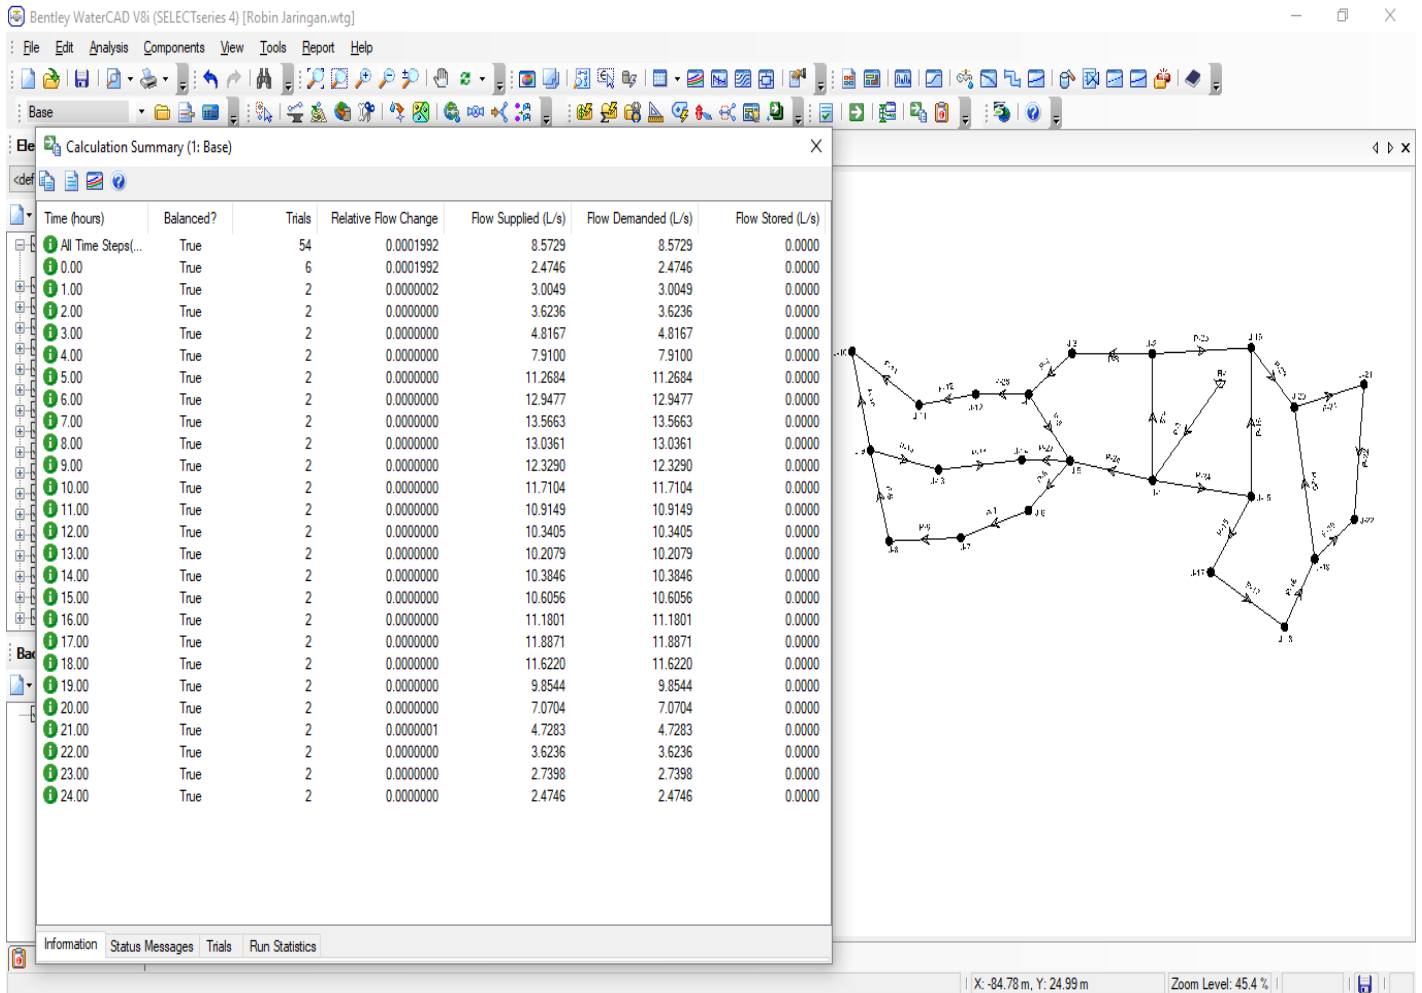 Bentley WaterCAD V8i (SELECTseries 4) [Robin Jaringan.wtg]
File Edit Analysis Components View Tools Report Help
Base
Ele
Calculation Summary (1: Base)
<def
Time (hours) Balanced? Trials Relative Flow Change Flow Supplied (L/s) Flow Demanded (L/s) Flow Stored (L/s)
All Time Steps(... True 54 0.0001992 8.5729 8.5729 0.0000
0.00 True 6 0.0001992 2.4746 2.4746 0.0000
1.00 True 2 0.0000002 3.0049 3.0049 0.0000
2.00 True 2 0.0000000 3.6236 3.6236 0.0000
3.00 True 2 0.0000000 4.8167 4.8167 0.0000
4.00 True 2 0.0000000 7.9100 7.9100 0.0000
5.00 True 2 0.0000000 11.2684 11.2684 0.0000
6.00 True 2 0.0000000 12.9477 12.9477 0.0000
7.00 True 2 0.0000000 13.5663 13.5663 0.0000
8.00 True 2 0.0000000 13.0361 13.0361 0.0000
9.00 True 2 0.0000000 12.3290 12.3290 0.0000
10.00 True 2 0.0000000 11.7104 11.7104 0.0000
11.00 True 2 0.0000000 10.9149 10.9149 0.0000
12.00 True 2 0.0000000 10.3405 10.3405 0.0000
13.00 True 2 0.0000000 10.2079 10.2079 0.0000
14.00 True 2 0.0000000 10.3846 10.3846 0.0000
15.00 True 2 0.0000000 10.6056 10.6056 0.0000
16.00 True 2 0.0000000 11.1801 11.1801 0.0000
17.00 True 2 0.0000000 11.8871 11.8871 0.0000
18.00 True 2 0.0000000 11.6220 11.6220 0.0000
19.00 True 2 0.0000000 9.8544 9.8544 0.0000
20.00 True 2 0.0000000 7.0704 7.0704 0.0000
21.00 True 2 0.0000001 4.7283 4.7283 0.0000
22.00 True 2 0.0000000 3.6236 3.6236 0.0000
23.00 True 2 0.0000000 2.7398 2.7398 0.0000
24.00 True 2 0.0000000 2.4746 2.4746 0.0000
Bac
Information Status Messages Trials Run Statistics
J-3
P-25
J-11
J-12
J-13
P-24
J-6
J-7
J-8
J-22
J-17
X: -84.78 m, Y: 24.99 m
Zoom Level: 45.4 %